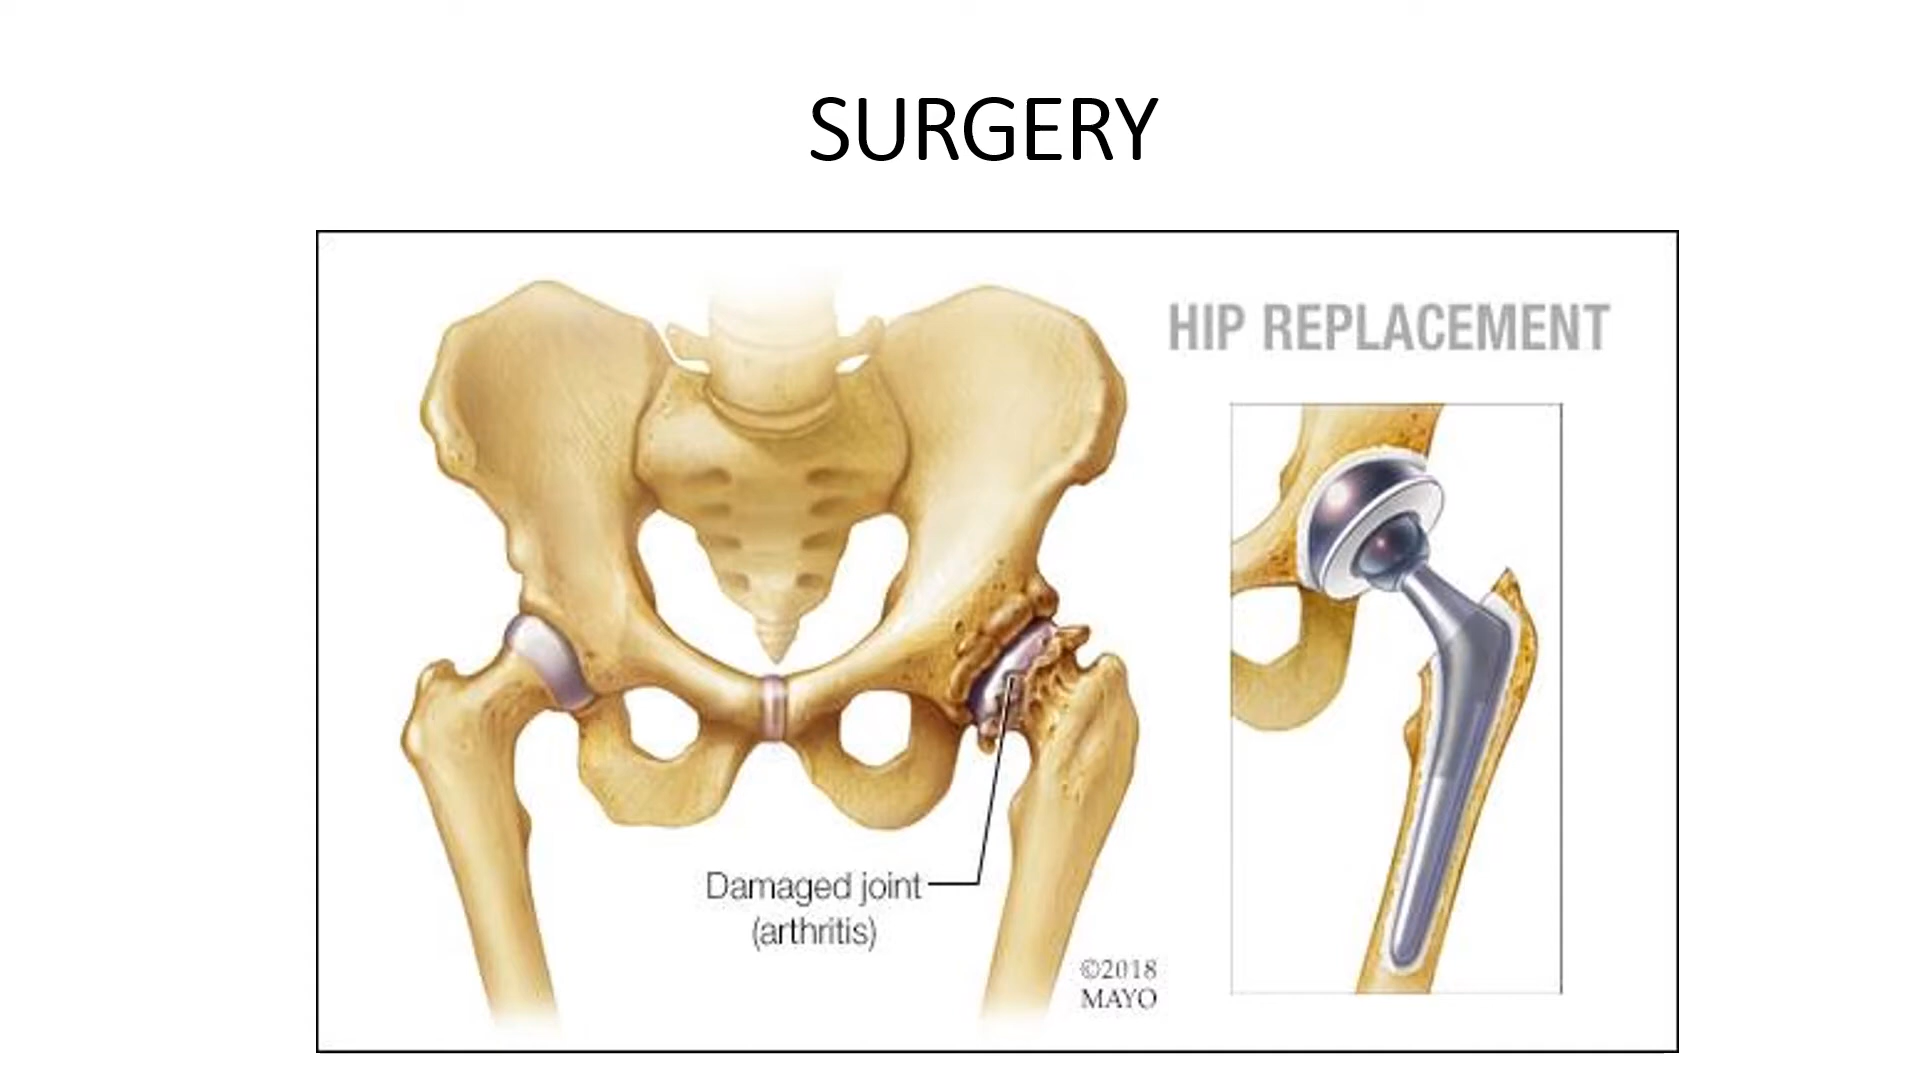 SURGERY
HIP REPLACEMENT
Damaged joint
(arthritis)
©2018
MAYO